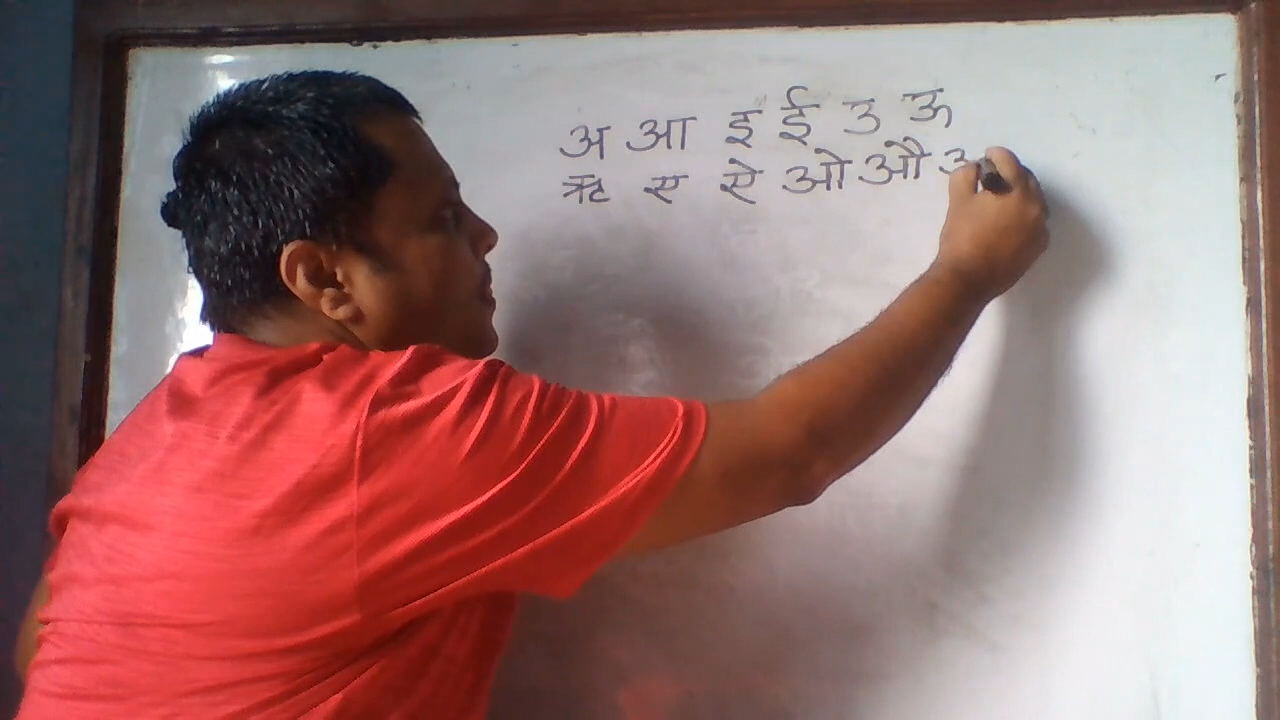 अ आ इ ई उ ऊ
ऋ ए ऐ ओ औ